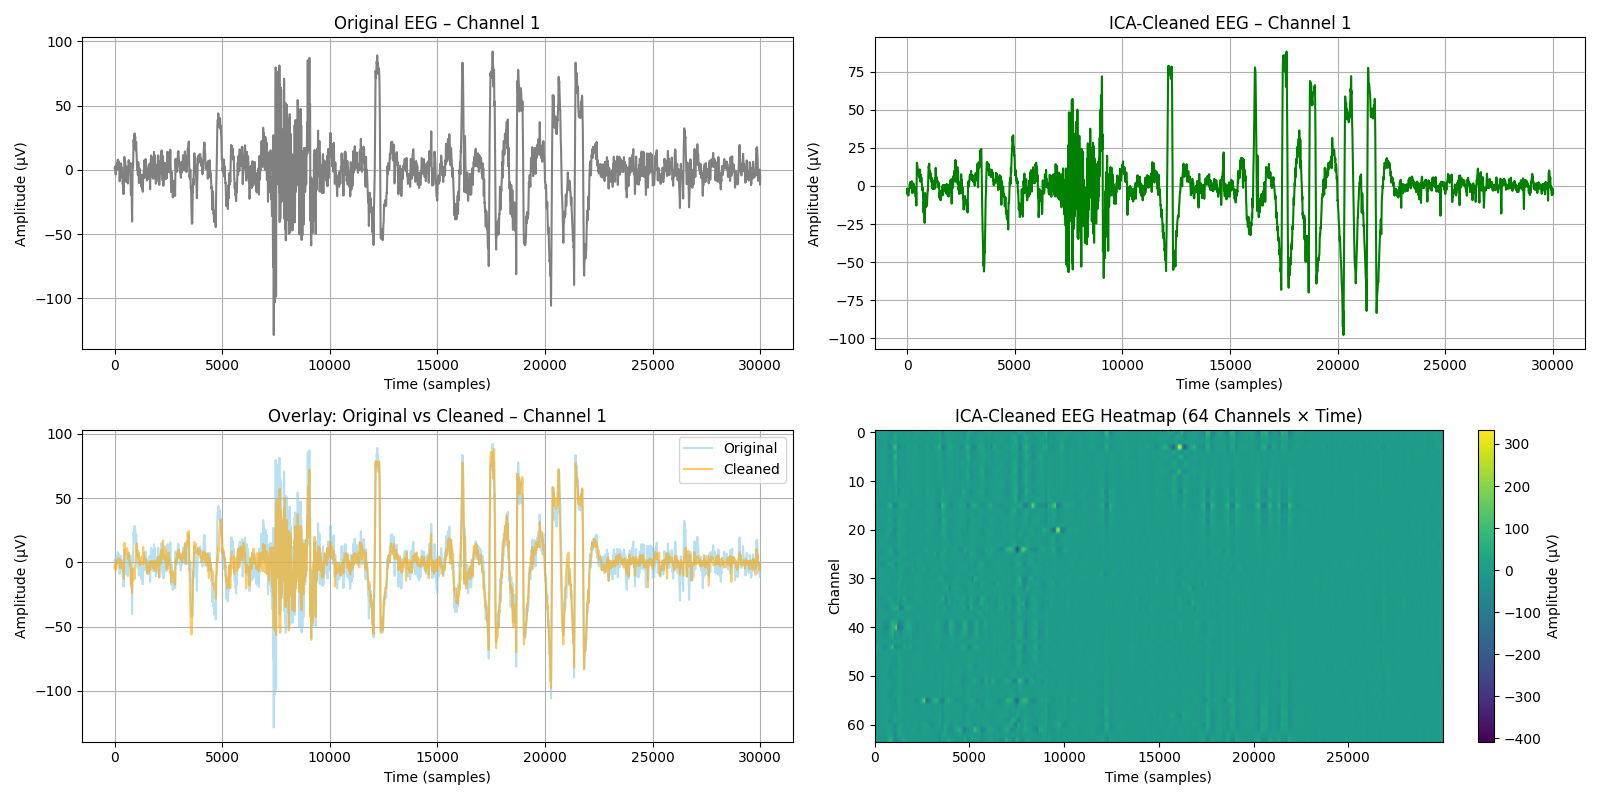 Original EEG – Channel 1
100
50
0
−50
−100
Amplitude (µV)
0 5000 10000 15000 20000 25000 30000
Time (samples)
ICA-Cleaned EEG – Channel 1
75
50
25
0
−25
−50
−75
−100
Amplitude (µV)
0 5000 10000 15000 20000 25000 30000
Time (samples)
Overlay: Original vs Cleaned – Channel 1
Original
Cleaned
100
50
0
−50
−100
Amplitude (µV)
0 5000 10000 15000 20000 25000 30000
Time (samples)
ICA-Cleaned EEG Heatmap (64 Channels × Time)
0
10
20
30
40
50
60
Channel
0 5000 10000 15000 20000 25000
Time (samples)
300
200
100
0
−100
−200
−300
−400
Amplitude (µV)